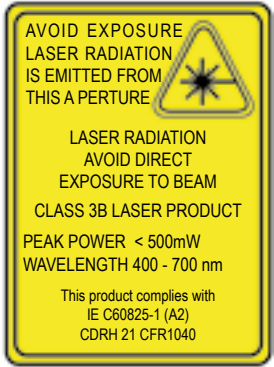 AVOID EXPOSURE
LASER RADIATION
IS EMITTED FROM
THIS A PERTURE
LASER RADIATION
AVOID DIRECT
EXPOSURE TO BEAM
CLASS 3B LASER PRODUCT
PEAK POWER < 500mW
WAVELENGTH 400 - 700 nm
This product complies with
IE C60825-1 (A2)
CDRH 21 CFR1040